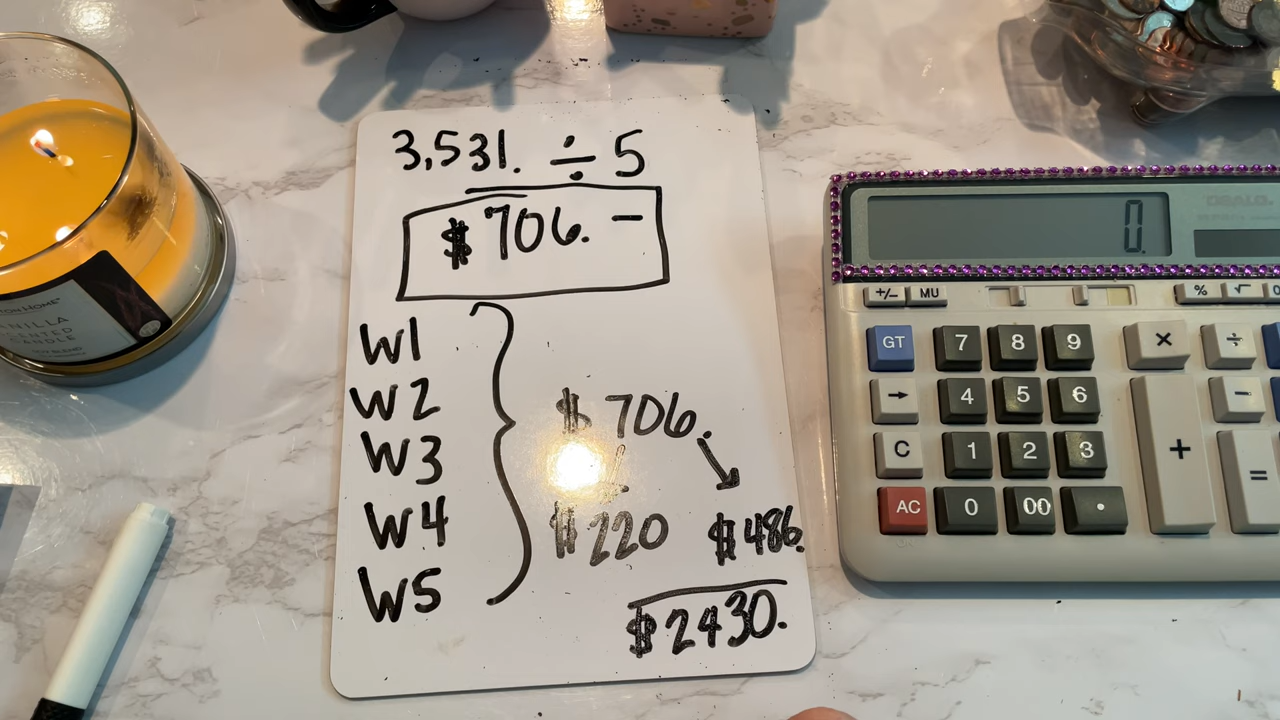 3,531. ÷ 5
$706. –
W1
W2
W3
W4
W5
$706.
$220 $486.
$2430.
CANDLE
0.
+/- MU % √
GT 7 8 9 × ÷
→ 4 5 6 −
C 1 2 3 + =
AC 0 00 •